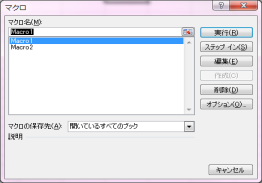 マクロ
マクロ名(M):
Macro1
Macro1
Macro2
実行(R)
ステップ イン(S)
編集(E)
作成(C)
削除(D)
オプション(O)...
マクロの保存先(A):
開いているすべてのブック
説明
キャンセル